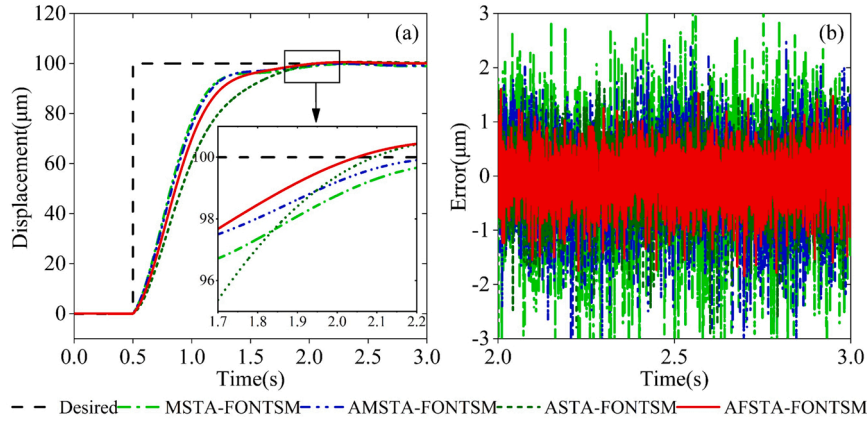 (a)
(b)
Displacement(μm)
120
100
80
60
40
20
0
0.0 0.5 1.0 1.5 2.0 2.5 3.0
Time(s)
100
98
96
1.7 1.8 1.9 2.0 2.1 2.2
Error(μm)
3
2
1
0
-1
-2
-3
2.0 2.5 3.0
Time(s)
Desired MSTA-FONTSM AMSTA-FONTSM ASTA-FONTSM AFSTA-FONTSM